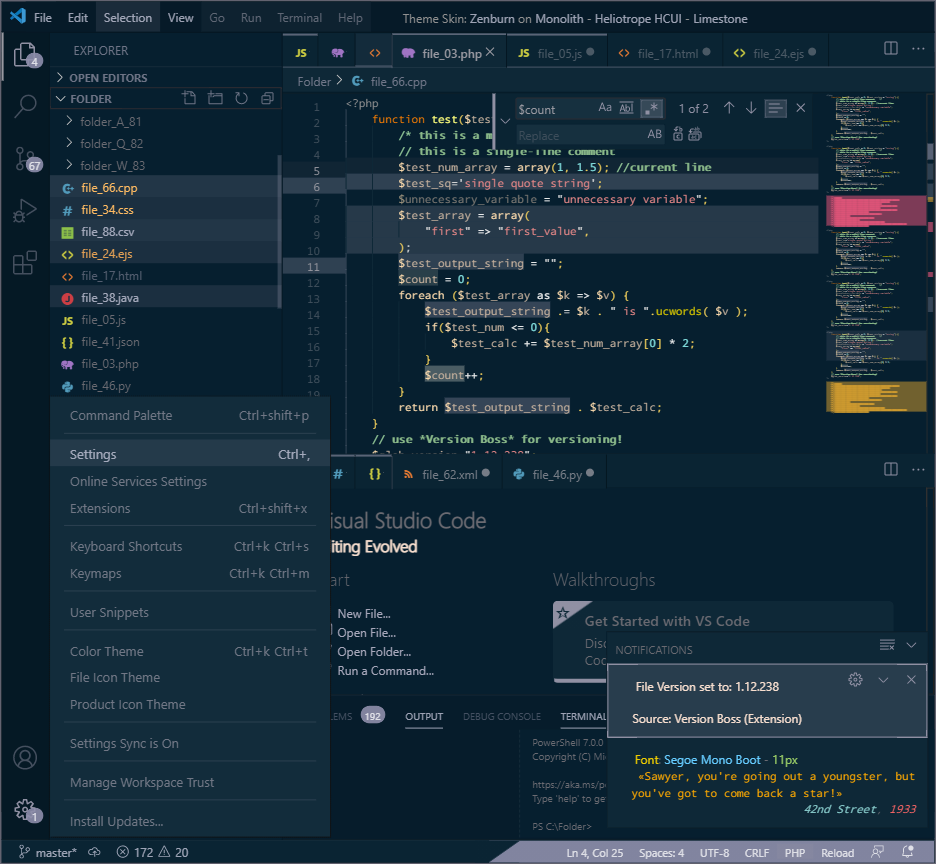 File Edit Selection View Go Run Terminal Help Theme Skin: Zenburn on Monolith - Heliotrope HCUI - Limestone
4
67
1
EXPLORER
OPEN EDITORS
FOLDER
folder_A_81
folder_Q_82
folder_W_83
file_66.cpp
# file_34.css
file_88.csv
<> file_24.ejs
<> file_17.html
J file_38.java
JS file_05.js
{} file_41.json
file_03.php
file_46.py
JS <> file_03.php JS file_05.js <> file_17.html <> file_24.ejs
Folder > file_66.cpp
$count Aa Abl .* 1 of 2
Replace AB
1 <?php
2 function test($tes
3 /* this is a m
4 // this is a single-line comment
5 $test_num_array = array(1, 1.5); //current line
6 $test_sq='single quote string';
7 $unnecessary_variable = "unnecessary variable";
8 $test_array = array(
9 "first" => "first_value",
10 );
11 $test_output_string = "";
12 $count = 0;
13 foreach ($test_array as $k => $v) {
14 $test_output_string .= $k . " is ".ucwords( $v );
15 if($test_num <= 0){
16 $test_calc += $test_num_array[0] * 2;
17 }
18 $count++;
}
return $test_output_string . $test_calc;
}
// use *Version Boss* for versioning!
Command Palette Ctrl+shift+p
Settings Ctrl+,
Online Services Settings
Extensions Ctrl+shift+x
Keyboard Shortcuts Ctrl+k Ctrl+s
Keymaps Ctrl+k Ctrl+m
User Snippets
Color Theme Ctrl+k Ctrl+t
File Icon Theme
Product Icon Theme
Settings Sync is On
Manage Workspace Trust
Install Updates...
# {} file_62.xml file_46.py
isual Studio Code
iting Evolved
art
New File...
Open File...
Open Folder...
Run a Command...
Walkthroughs
Get Started with VS Code
Disc
Coo
LEMS 192 OUTPUT DEBUG CONSOLE TERMINAL
PowerShell 7.0.0
Copyright (C) Mi
https://aka.ms/p
Type 'help' to ge
PS C:\Folder>
NOTIFICATIONS
File Version set to: 1.12.238
Source: Version Boss (Extension)
Font: Segoe Mono Boot - 11px
«Sawyer, you're going out a youngster, but
you've got to come back a star!»
42nd Street, 1933
master* 172 20 Ln 4, Col 25 Spaces: 4 UTF-8 CRLF PHP Reload